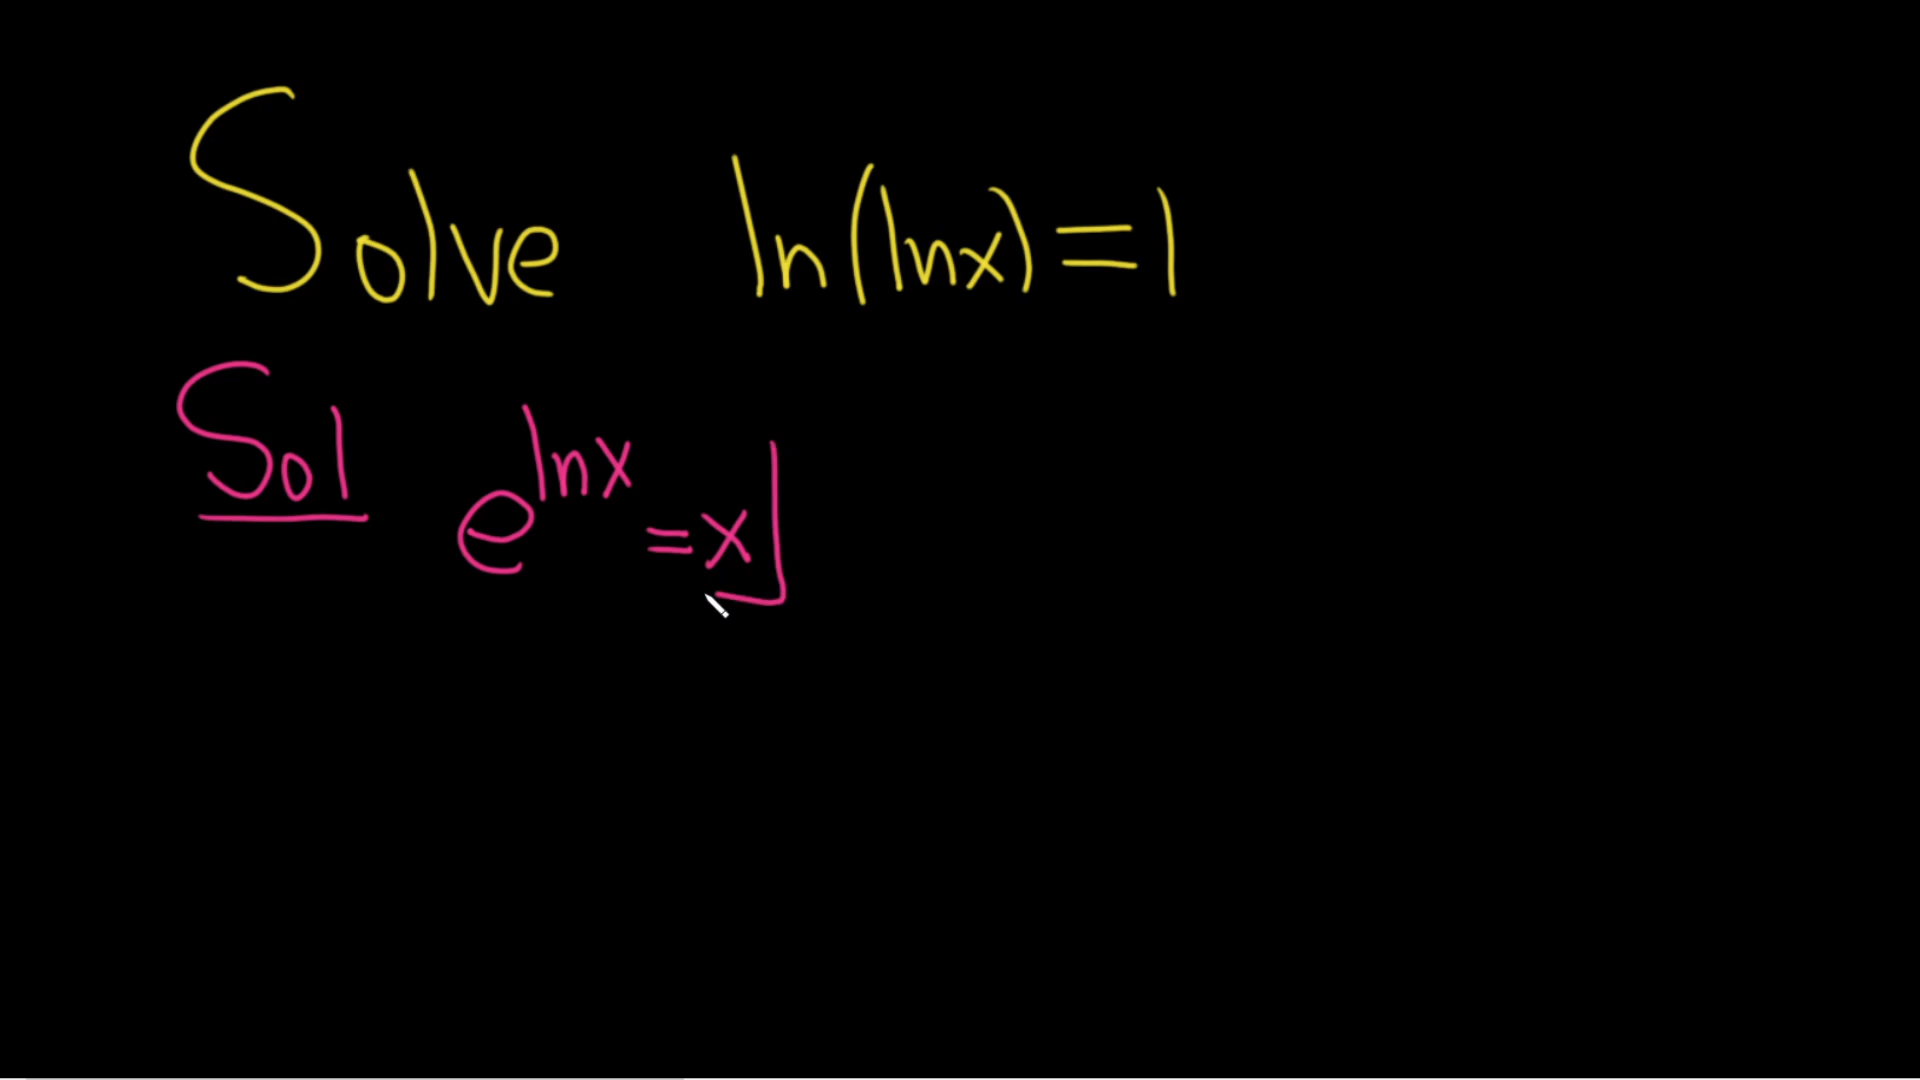 Solve ln(lnx)=1
Sol e^lnx = x